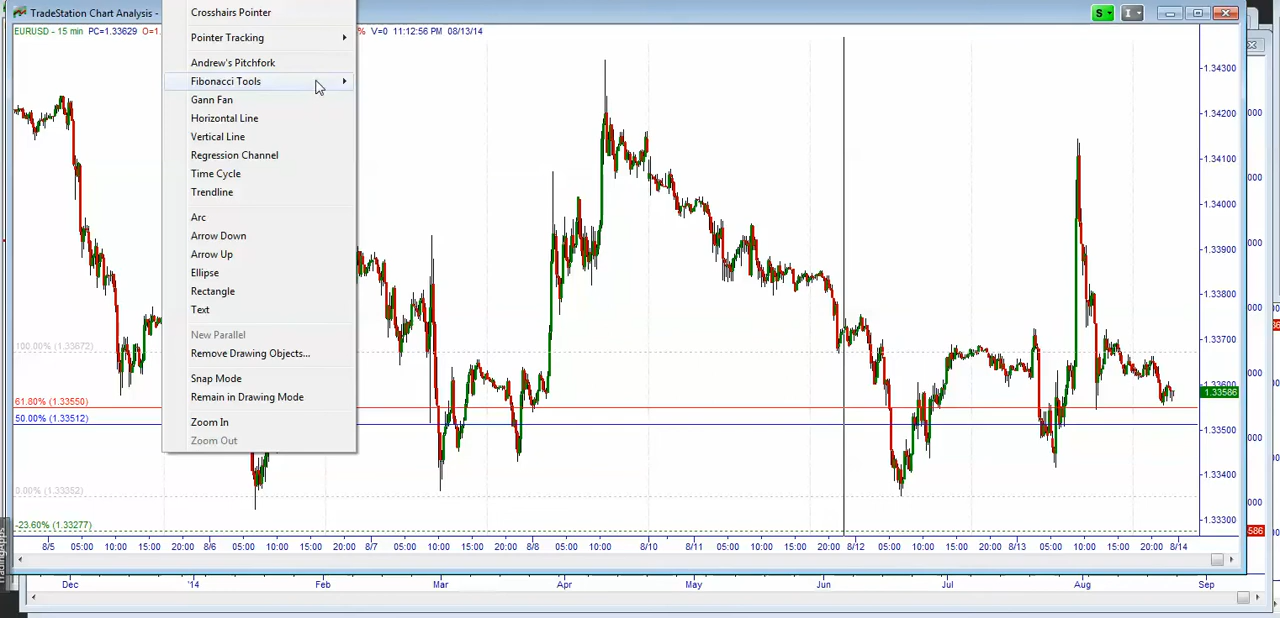 TradeStation Chart Analysis -
EURUSD - 15 min PC=1.33629 O=1. % V=0 11:12:56 PM 08/13/14
S
I
Crosshairs Pointer
Pointer Tracking
Andrew's Pitchfork
Fibonacci Tools
Gann Fan
Horizontal Line
Vertical Line
Regression Channel
Time Cycle
Trendline
Arc
Arrow Down
Arrow Up
Ellipse
Rectangle
Text
New Parallel
Remove Drawing Objects...
Snap Mode
Remain in Drawing Mode
Zoom In
Zoom Out
100.00% (1.33672)
61.80% (1.33550)
50.00% (1.33512)
0.00% (1.33352)
-23.60% (1.33277)
1.34300
1.34200
1.34100
1.34000
1.33900
1.33800
1.33700
1.33600
1.33586
1.33500
1.33400
1.33300
000
000
000
000
000
000
586
8/5 05:00 10:00 15:00 20:00 8/6 05:00 10:00 15:00 20:00 8/7 05:00 10:00 15:00 20:00 8/8 05:00 10:00 8/10 8/11 05:00 10:00 15:00 20:00 8/12 05:00 10:00 15:00 20:00 8/13 05:00 10:00 15:00 20:00 8/14
Dec '14 Feb Mar Apr May Jun Jul Aug Sep
TradingApps